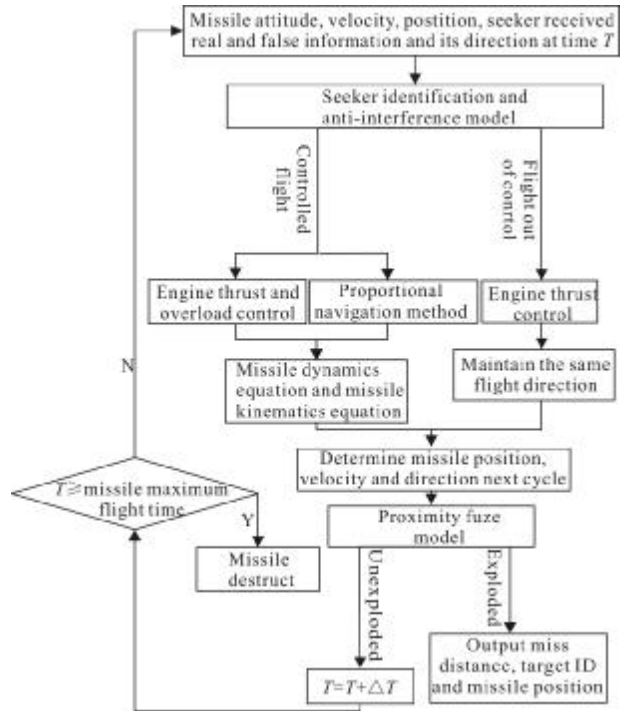 Missile attitude, velocity, postition, seeker received
real and false information and its direction at time T
Seeker identification and
anti-interference model
Controlled
flight
Flight out
of conrtol
Engine thrust and
overload control
Proportional
navigation method
Engine thrust
control
Missile dynamics
equation and missile
kinematics equation
Maintain the same
flight direction
N
Determine missile position,
velocity and direction next cycle
T≥missile maximum
flight time
Y
Proximity fuze
model
Missile
destruct
Unexploded
Exploded
Output miss
distance, target ID
and missile position
T=T+△T